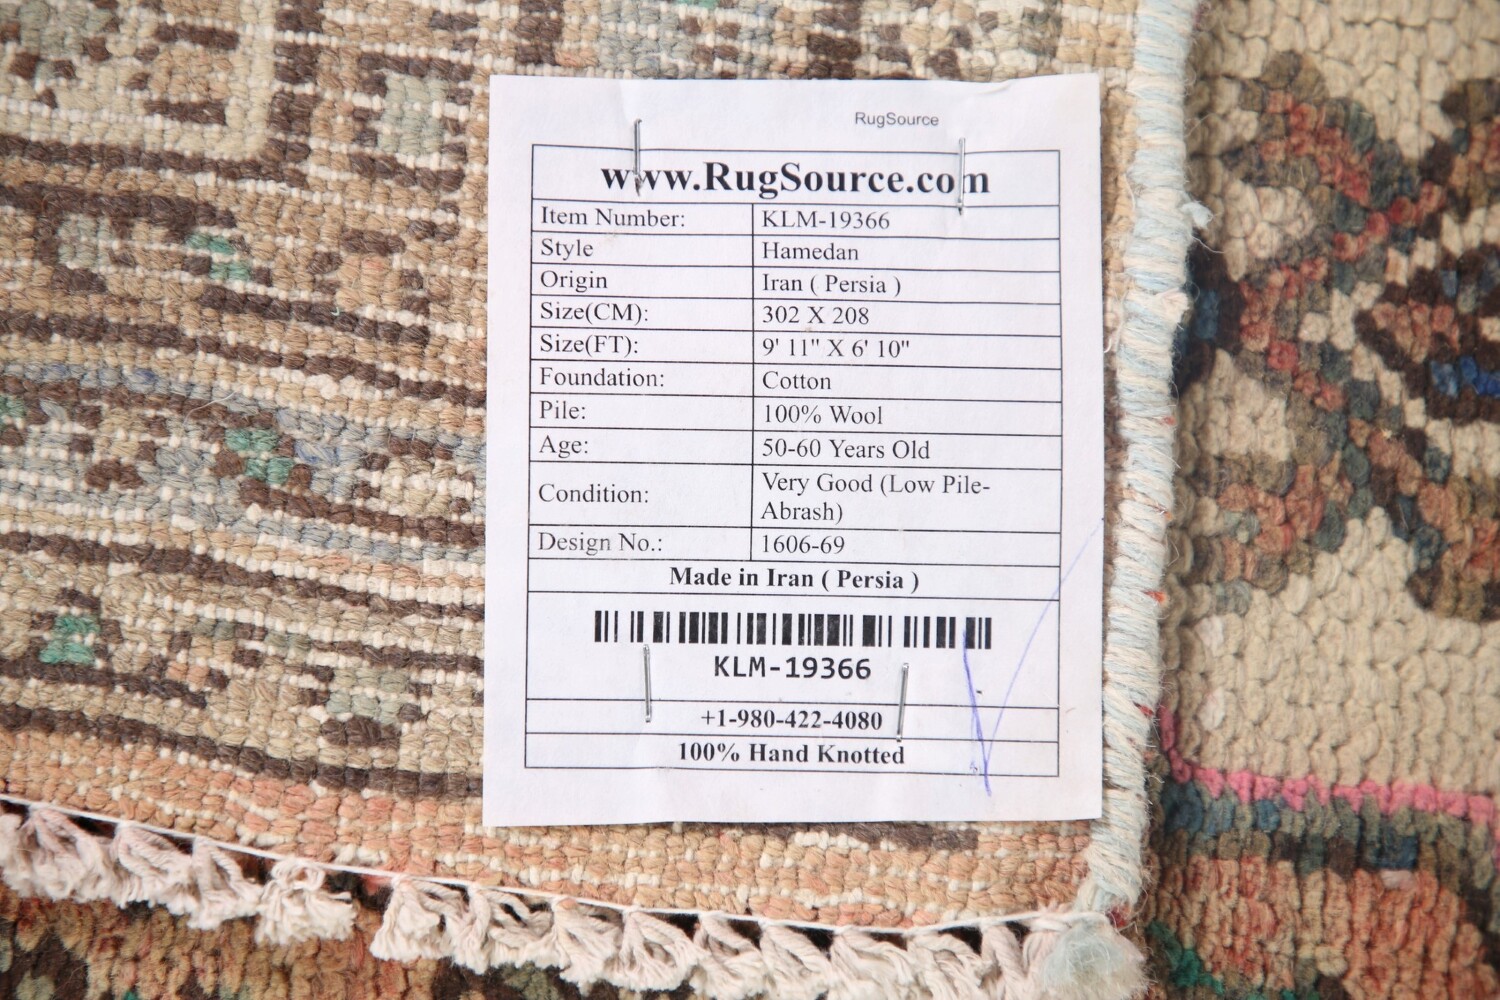 RugSource
www.RugSource.com
Item Number: KLM-19366
Style Hamedan
Origin Iran ( Persia )
Size(CM): 302 X 208
Size(FT): 9' 11" X 6' 10"
Foundation: Cotton
Pile: 100% Wool
Age: 50-60 Years Old
Condition: Very Good (Low Pile-
Abrash)
Design No.: 1606-69
Made in Iran ( Persia )
KLM-19366
+1-980-422-4080
100% Hand Knotted